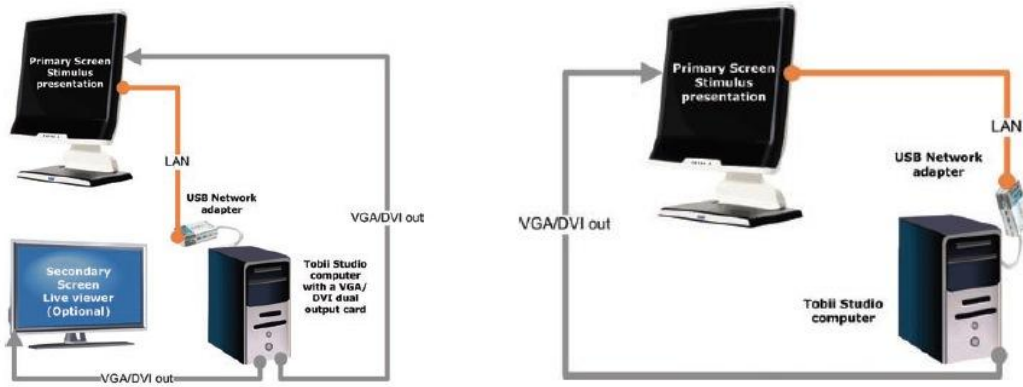 Primary Screen
Stimulus
presentation
LAN
USB Network
adapter
VGA/DVI out
Secondary
Screen
Live viewer
(Optional)
Tobii Studio
computer
with a VGA/
DVI dual
output card
VGA/DVI out
Primary Screen
Stimulus
presentation
LAN
USB Network
adapter
VGA/DVI out
Tobii Studio
computer